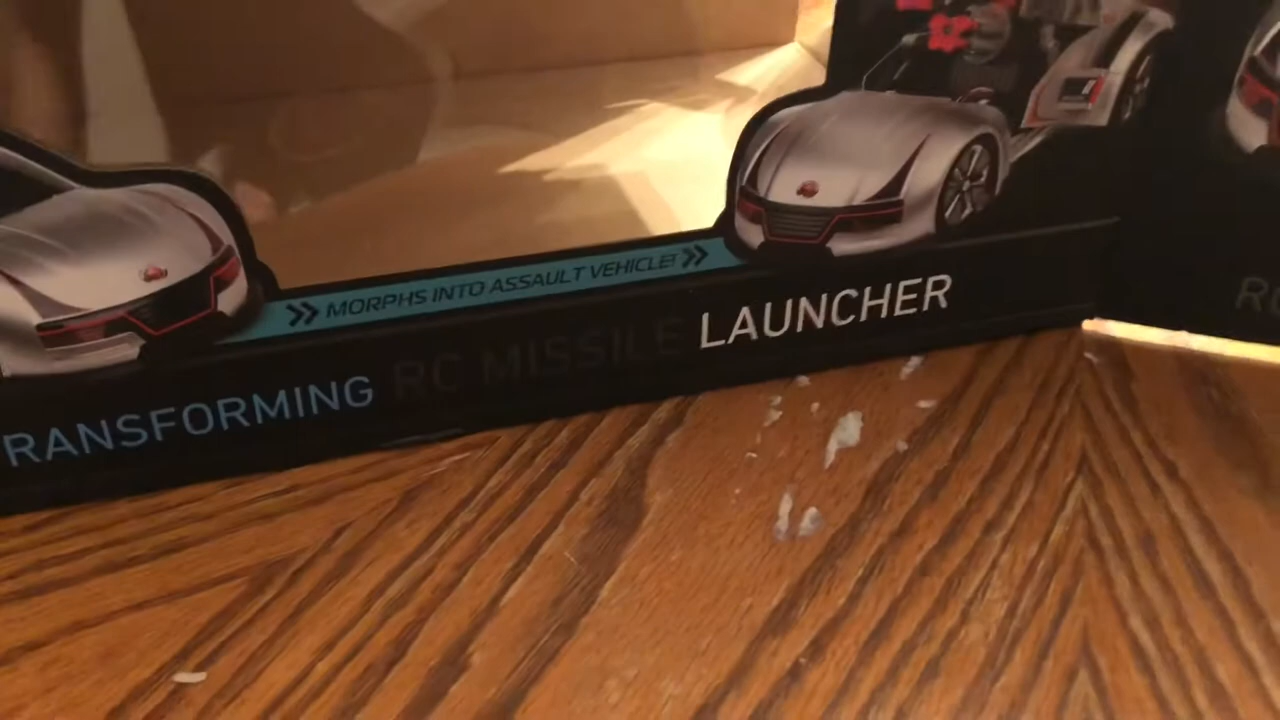 MORPHS INTO ASSAULT VEHICLE!
RANSFORMING RC MISSILE LAUNCHER
R